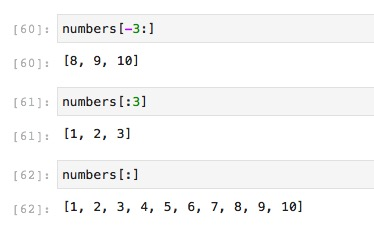 [60]: numbers[-3:]
[60]: [8, 9, 10]
[61]: numbers[:3]
[61]: [1, 2, 3]
[62]: numbers[:]
[62]: [1, 2, 3, 4, 5, 6, 7, 8, 9, 10]